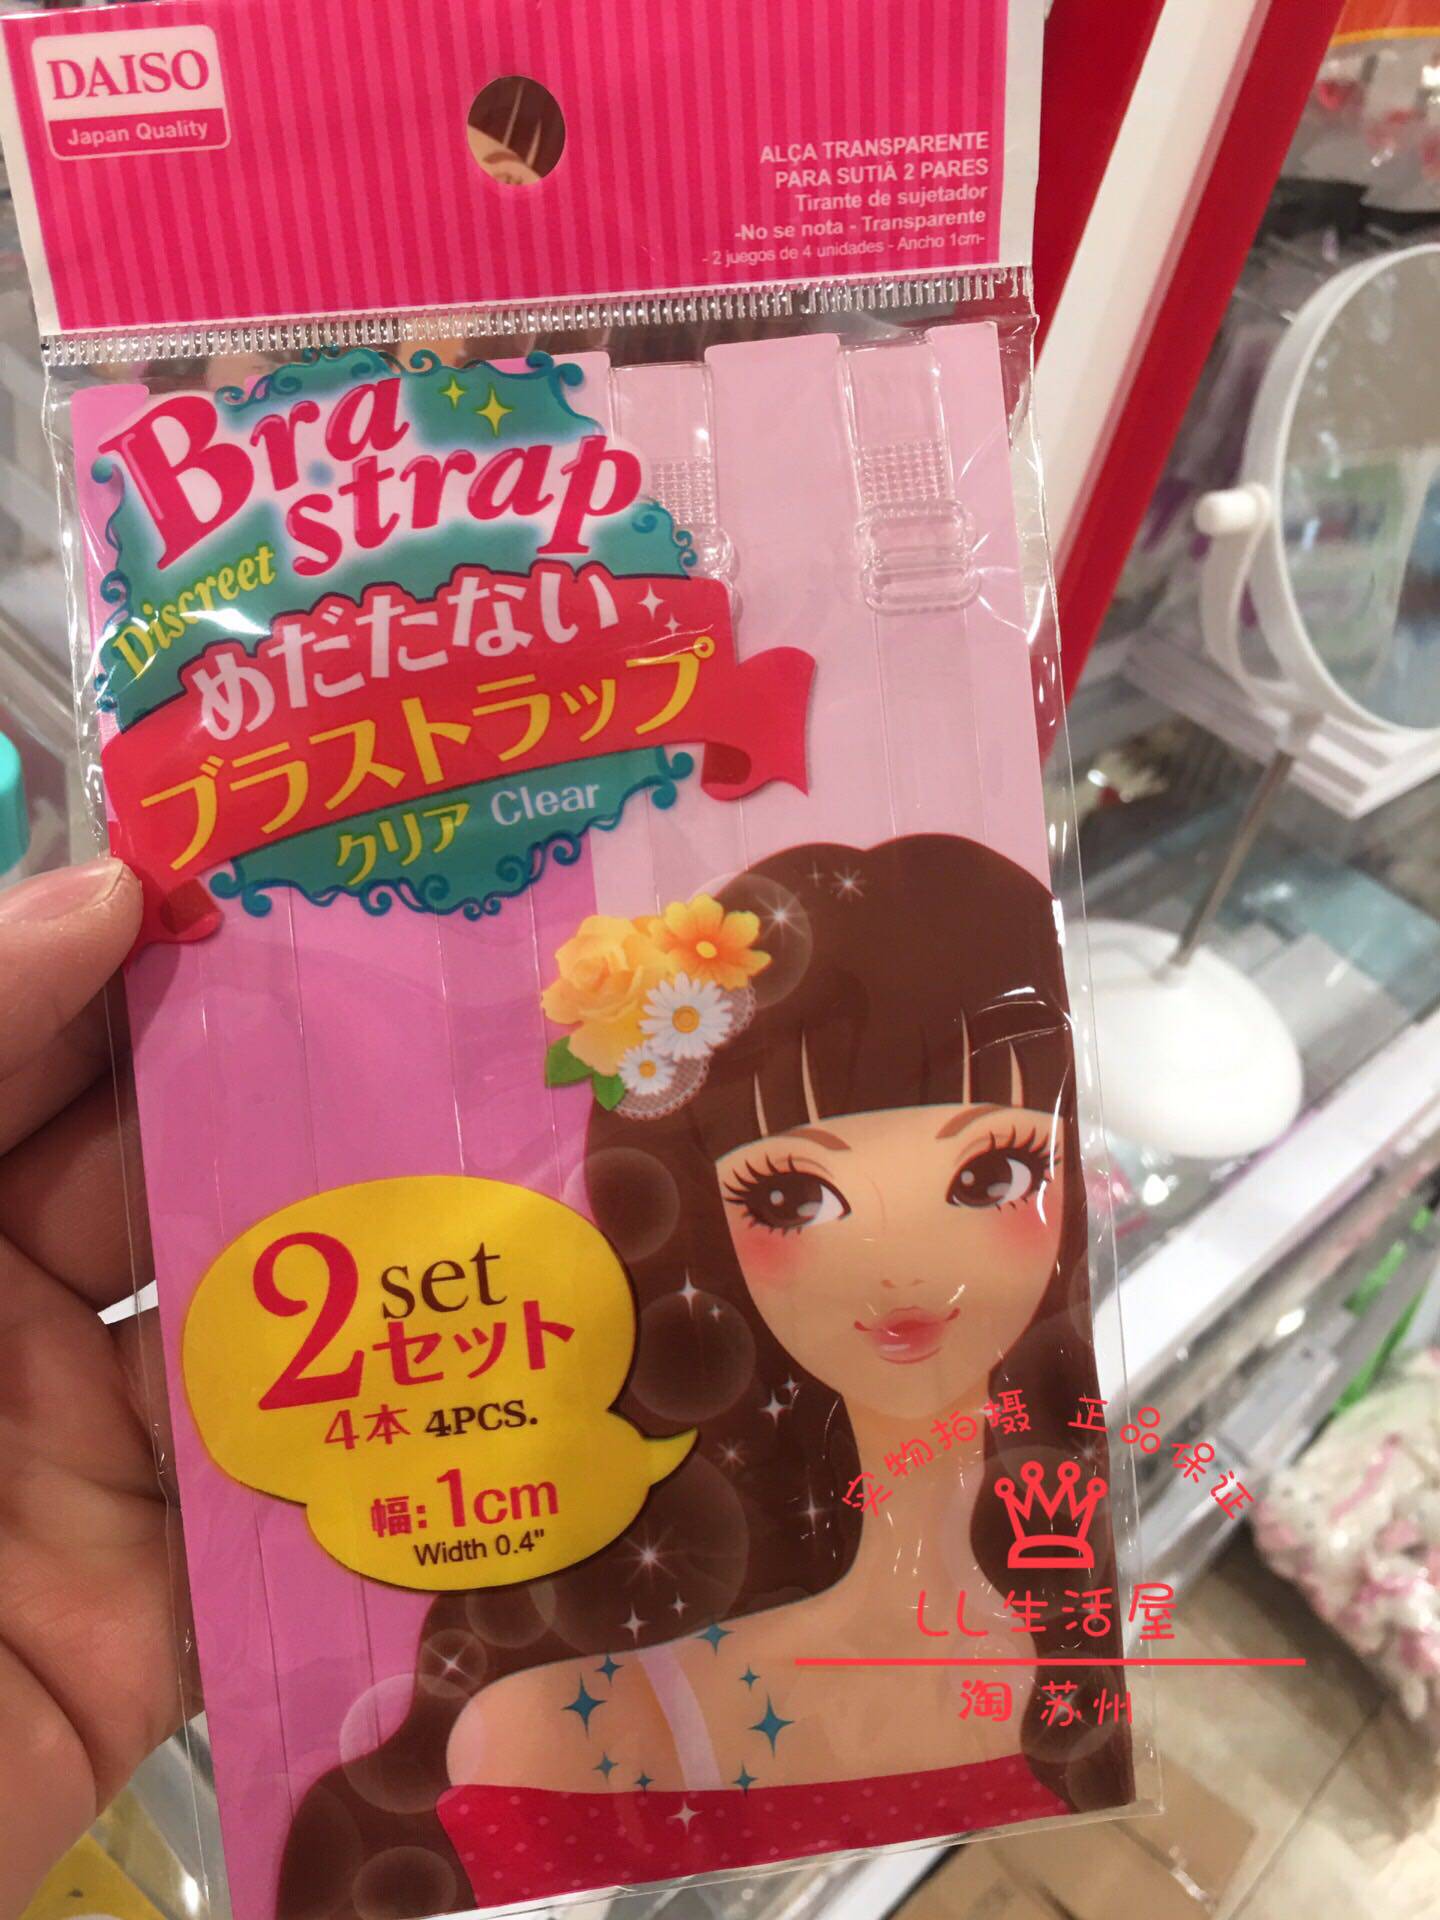 DAISO
Japan Quality
ALÇA TRANSPARENTE
PARA SUTIÃ 2 PARES
Tirante de sujetador
-No se nota - Transparente
- 2 juegos de 4 unidades - Ancho 1cm-
Bra
strap
Discreet
めだたない
ブラストラップ
クリア Clear
2 set
セット
4本 4PCS.
幅:1cm
Width 0.4"
实物拍摄 正品保证
LL生活屋
淘 苏州